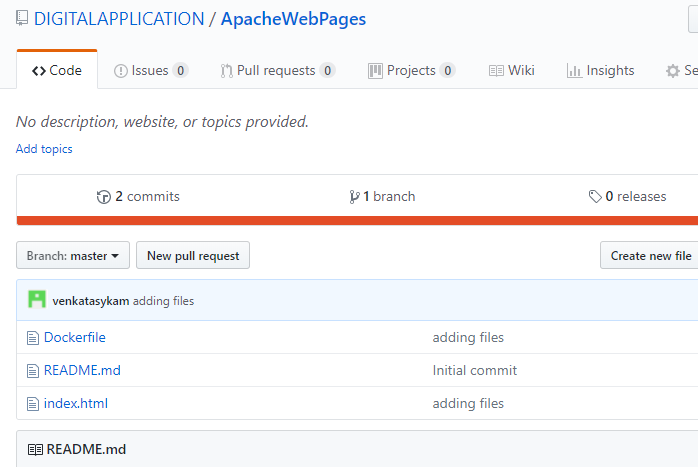 DIGITALAPPLICATION / ApacheWebPages
Code Issues 0 Pull requests 0 Projects 0 Wiki Insights
No description, website, or topics provided.
Add topics
2 commits 1 branch 0 releases
Branch: master New pull request Create new file
venkatasykam adding files
Dockerfile adding files
README.md Initial commit
index.html adding files
README.md